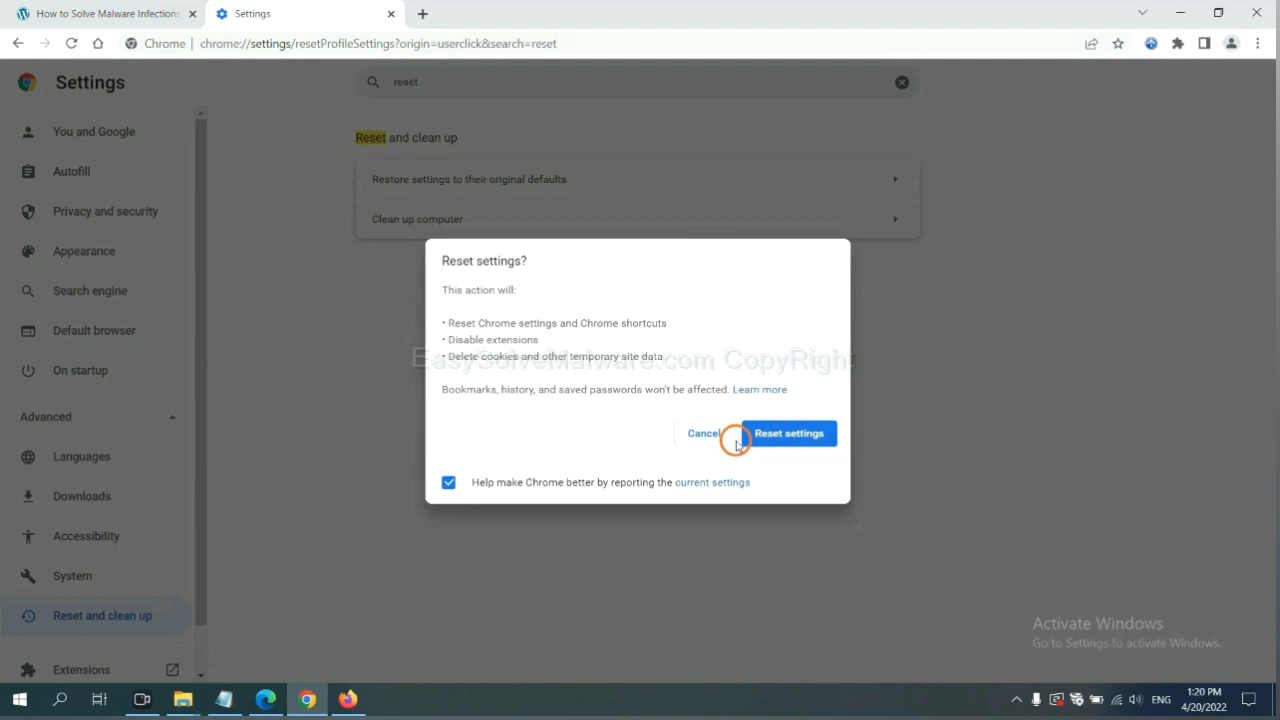 How to Solve Malware Infection
Settings
Chrome
chrome://settings/resetProfileSettings?origin=userclick&search=reset
Settings
reset
You and Google
Autofill
Privacy and security
Appearance
Search engine
Default browser
On startup
Advanced
Languages
Downloads
Accessibility
System
Reset and clean up
Extensions
Reset and clean up
Restore settings to their original defaults
Clean up computer
Reset settings?
This action will:
• Reset Chrome settings and Chrome shortcuts
• Disable extensions
• Delete cookies and other temporary site data
EasySolveMalware.com CopyRight
Bookmarks, history, and saved passwords won't be affected. Learn more
Cancel
Reset settings
Help make Chrome better by reporting the current settings
Activate Windows
Go to Settings to activate Windows.
ENG
1:20 PM
4/20/2022